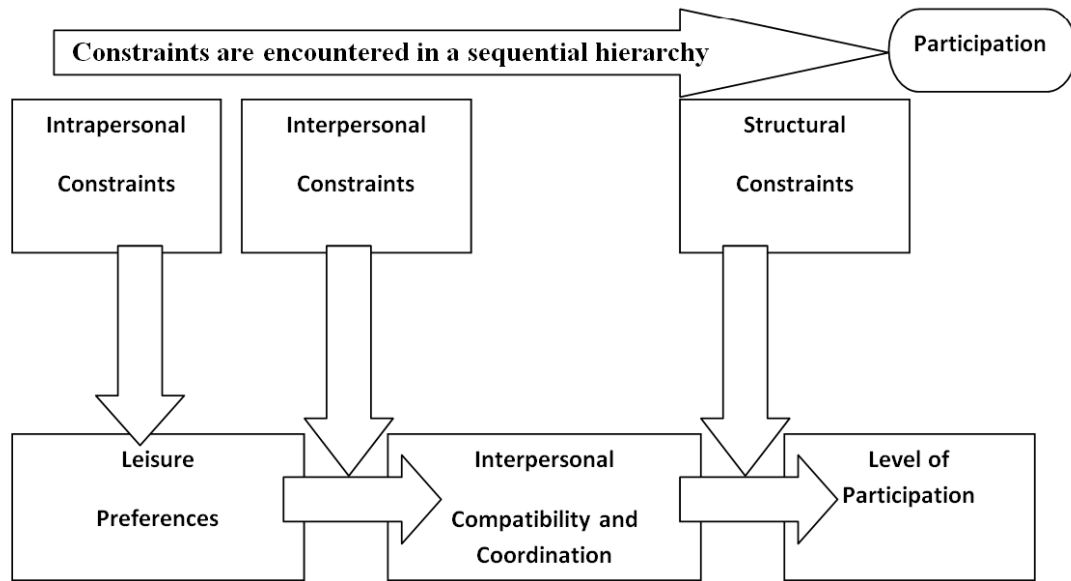 Constraints are encountered in a sequential hierarchy
Participation
Intrapersonal
Constraints
Interpersonal
Constraints
Structural
Constraints
Leisure
Preferences
Interpersonal
Compatibility and
Coordination
Level of
Participation